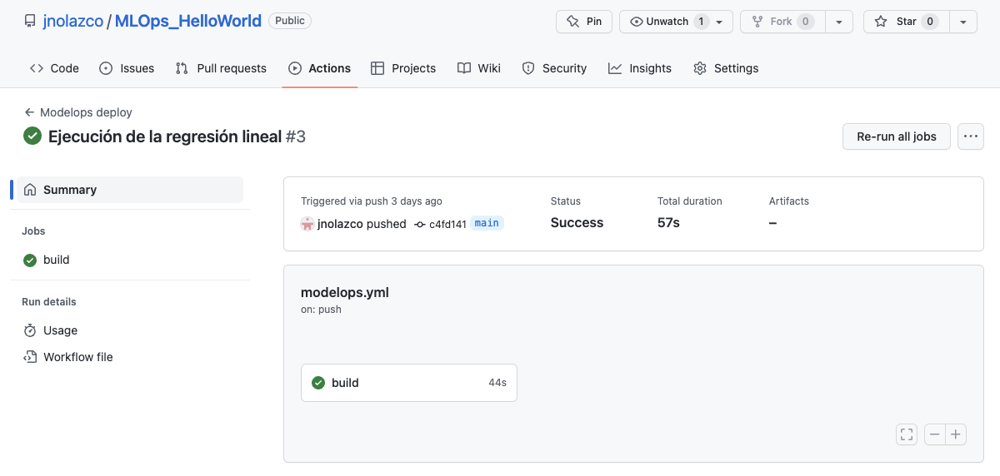 jnolazco / MLOps_HelloWorld Public
Pin
Unwatch 1
Fork 0
Star 0
Code Issues Pull requests Actions Projects Wiki Security Insights Settings
Modelops deploy
Ejecución de la regresión lineal #3
Re-run all jobs
Summary
Jobs
build
Run details
Usage
Workflow file
Triggered via push 3 days ago
jnolazco pushed c4fd141 main
Status
Success
Total duration
57s
Artifacts
–
modelops.yml
on: push
build 44s